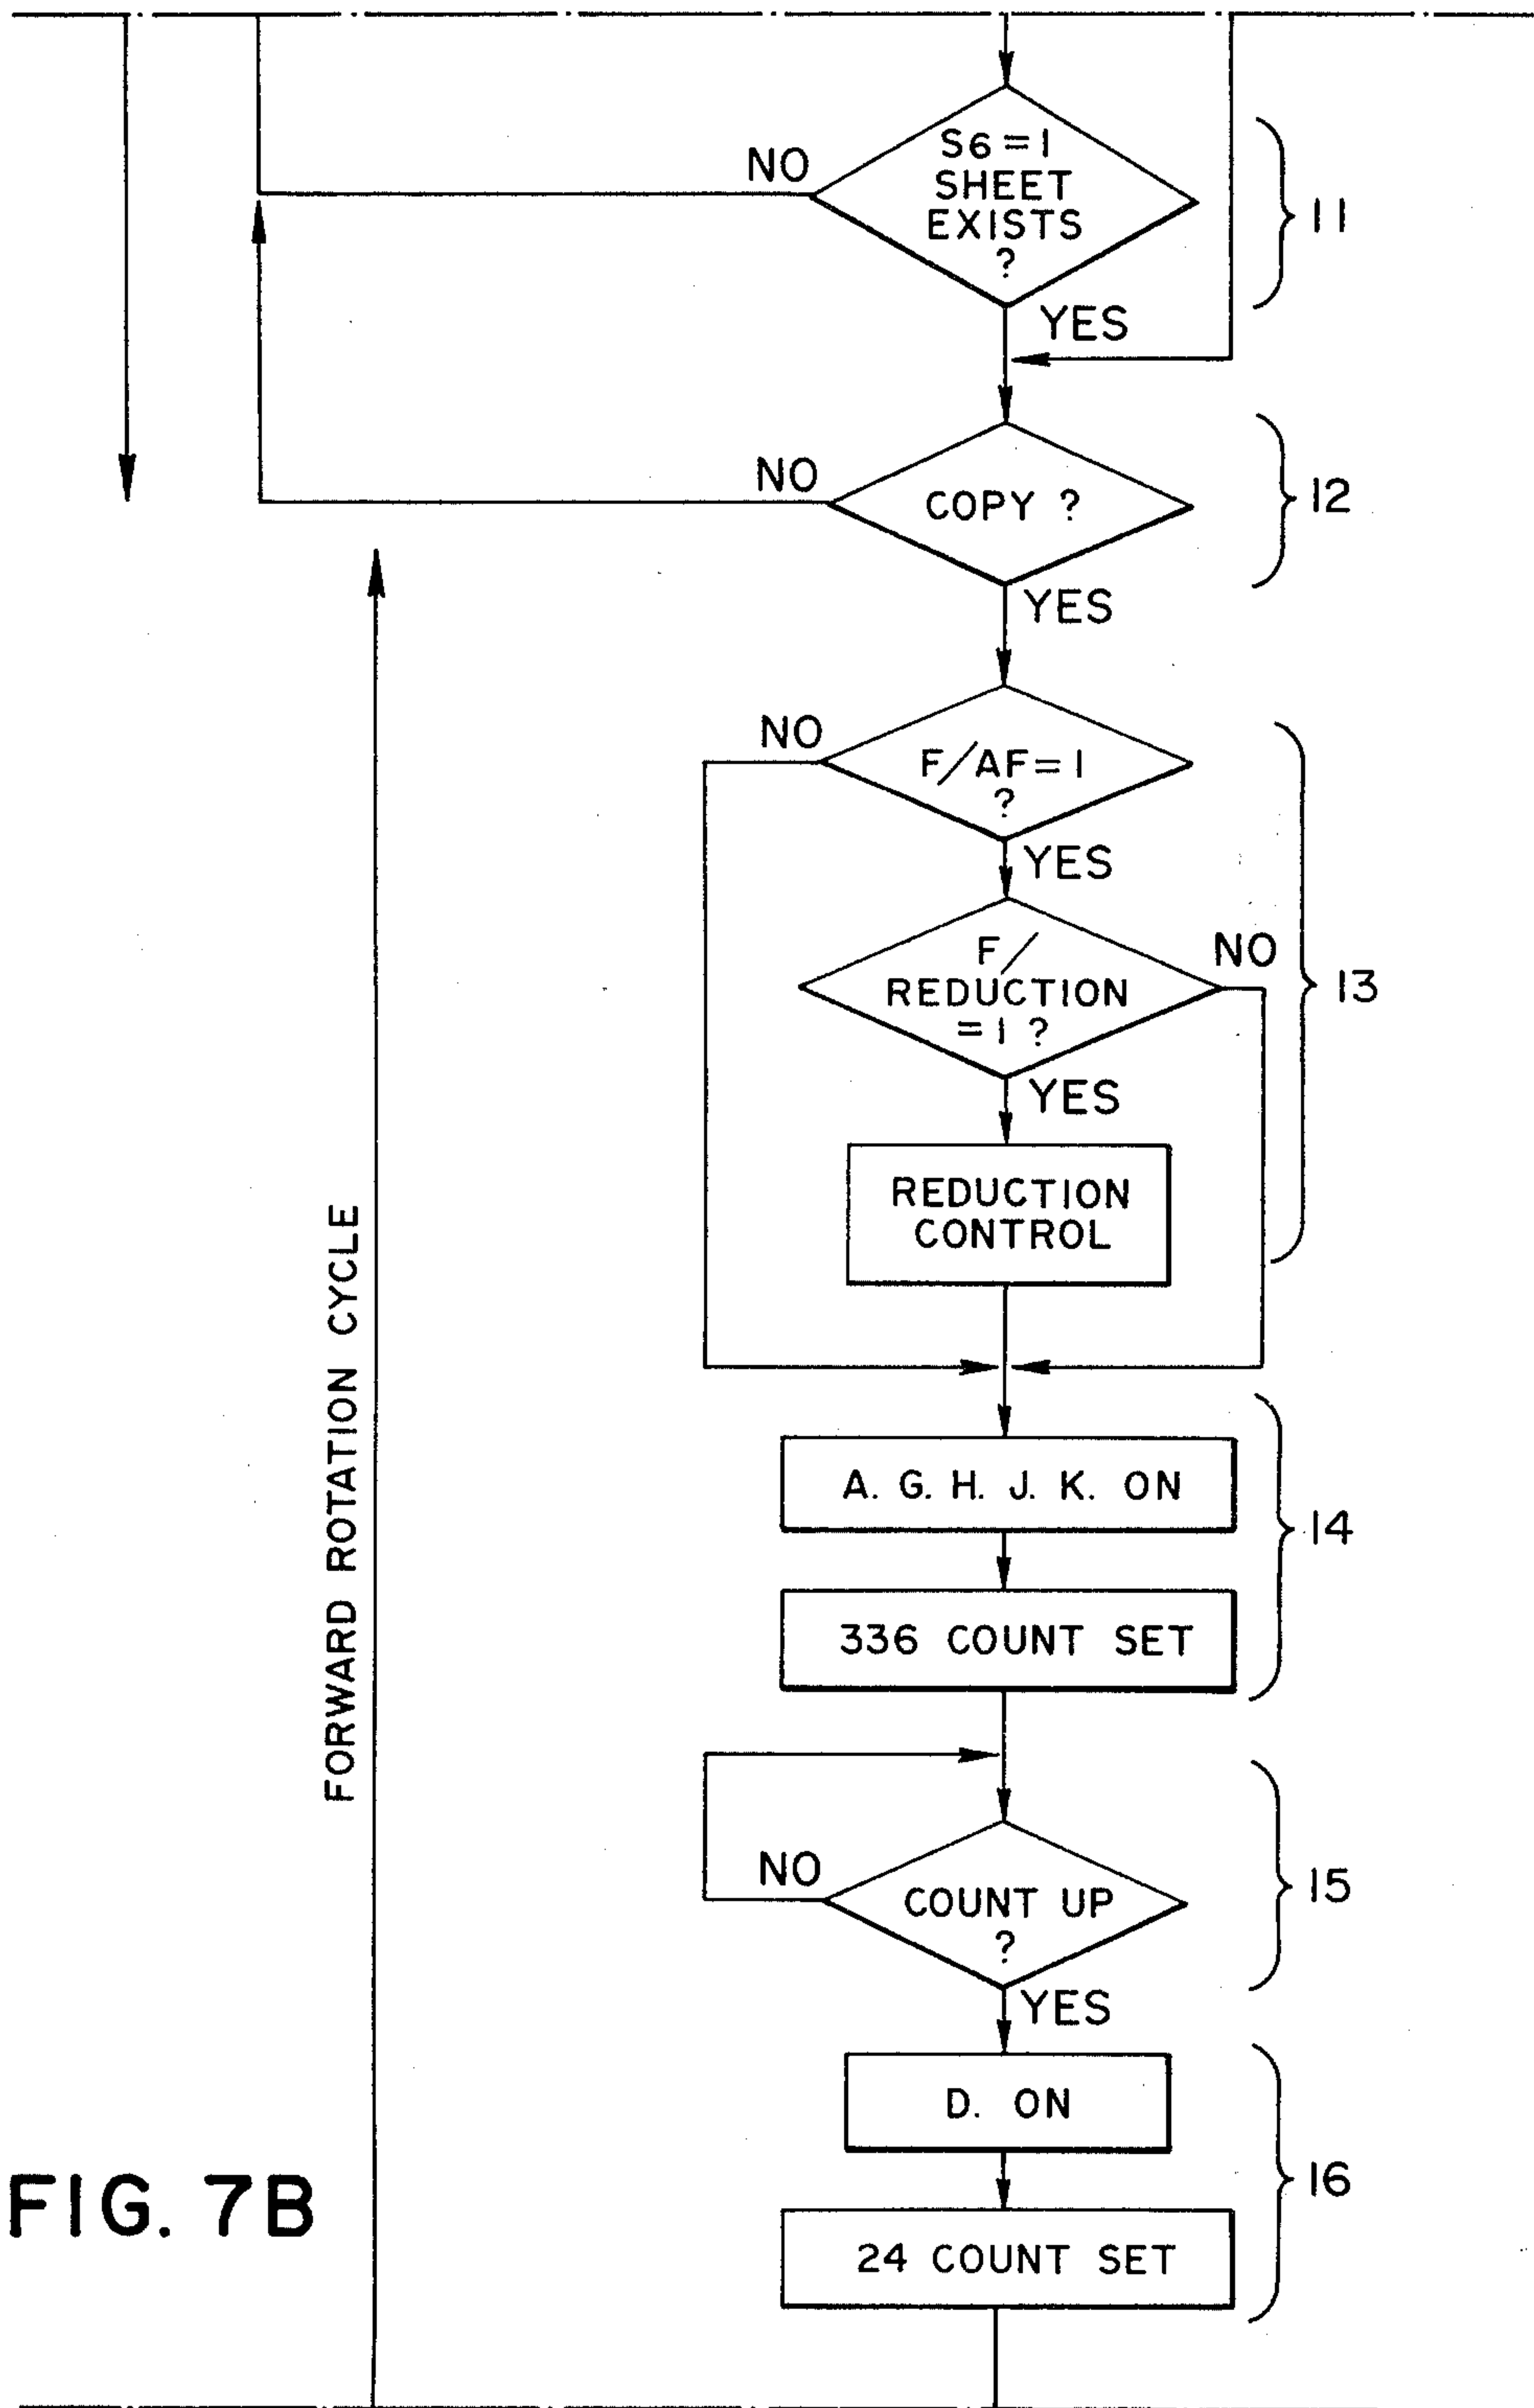 NO
S6=1
SHEET
EXISTS
?
11
YES
NO
COPY ?
12
YES
NO
F/AF=1
?
YES
F/
REDUCTION
=1 ?
NO
13
YES
REDUCTION
CONTROL
FORWARD ROTATION CYCLE
A. G. H. J. K. ON
14
336 COUNT SET
NO
COUNT UP
?
15
YES
D. ON
16
24 COUNT SET
FIG. 7B